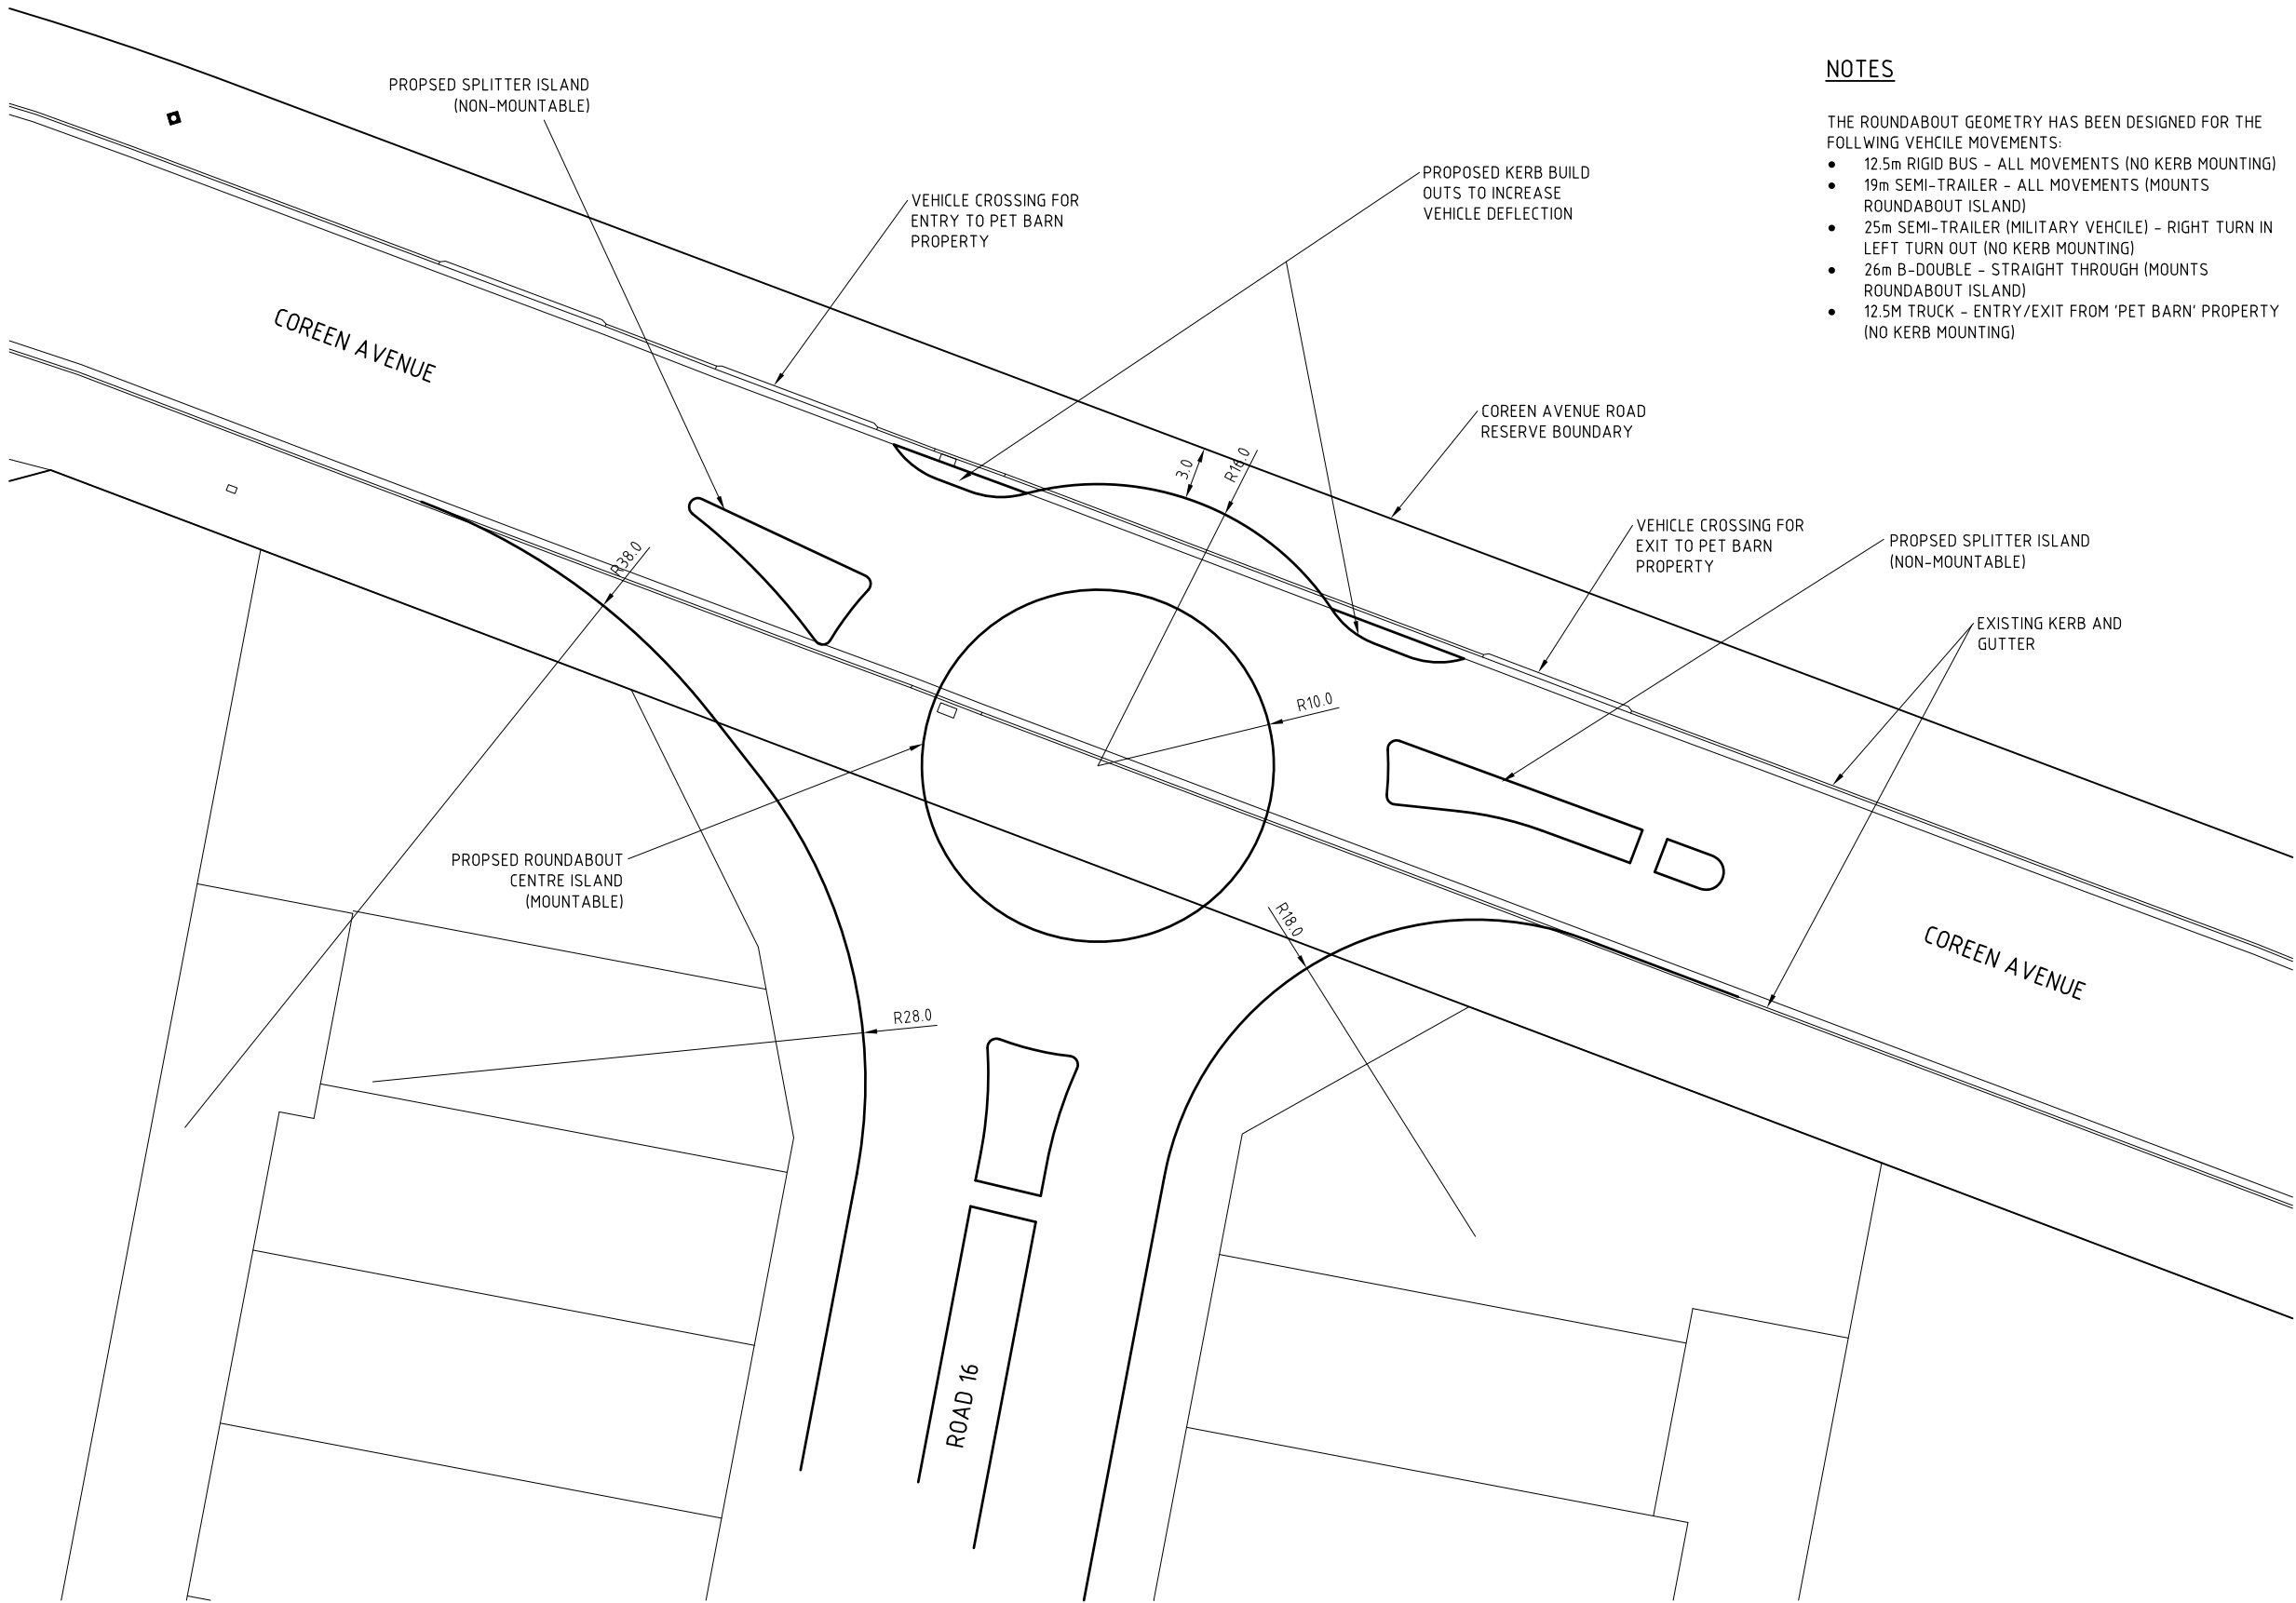 NOTES
THE ROUNDABOUT GEOMETRY HAS BEEN DESIGNED FOR THE
FOLLWING VEHCILE MOVEMENTS:
• 12.5m RIGID BUS - ALL MOVEMENTS (NO KERB MOUNTING)
• 19m SEMI-TRAILER - ALL MOVEMENTS (MOUNTS
ROUNDABOUT ISLAND)
• 25m SEMI-TRAILER (MILITARY VEHCILE) - RIGHT TURN IN
LEFT TURN OUT (NO KERB MOUNTING)
• 26m B-DOUBLE - STRAIGHT THROUGH (MOUNTS
ROUNDABOUT ISLAND)
• 12.5M TRUCK - ENTRY/EXIT FROM 'PET BARN' PROPERTY
(NO KERB MOUNTING)
PROPSED SPLITTER ISLAND
(NON-MOUNTABLE)
VEHICLE CROSSING FOR
ENTRY TO PET BARN
PROPERTY
PROPOSED KERB BUILD
OUTS TO INCREASE
VEHICLE DEFLECTION
COREEN AVENUE
COREEN AVENUE ROAD
RESERVE BOUNDARY
3.0
R16.0
VEHICLE CROSSING FOR
EXIT TO PET BARN
PROPERTY
PROPSED SPLITTER ISLAND
(NON-MOUNTABLE)
R38.0
EXISTING KERB AND
GUTTER
R10.0
PROPSED ROUNDABOUT
CENTRE ISLAND
(MOUNTABLE)
R18.0
COREEN AVENUE
R28.0
ROAD 16